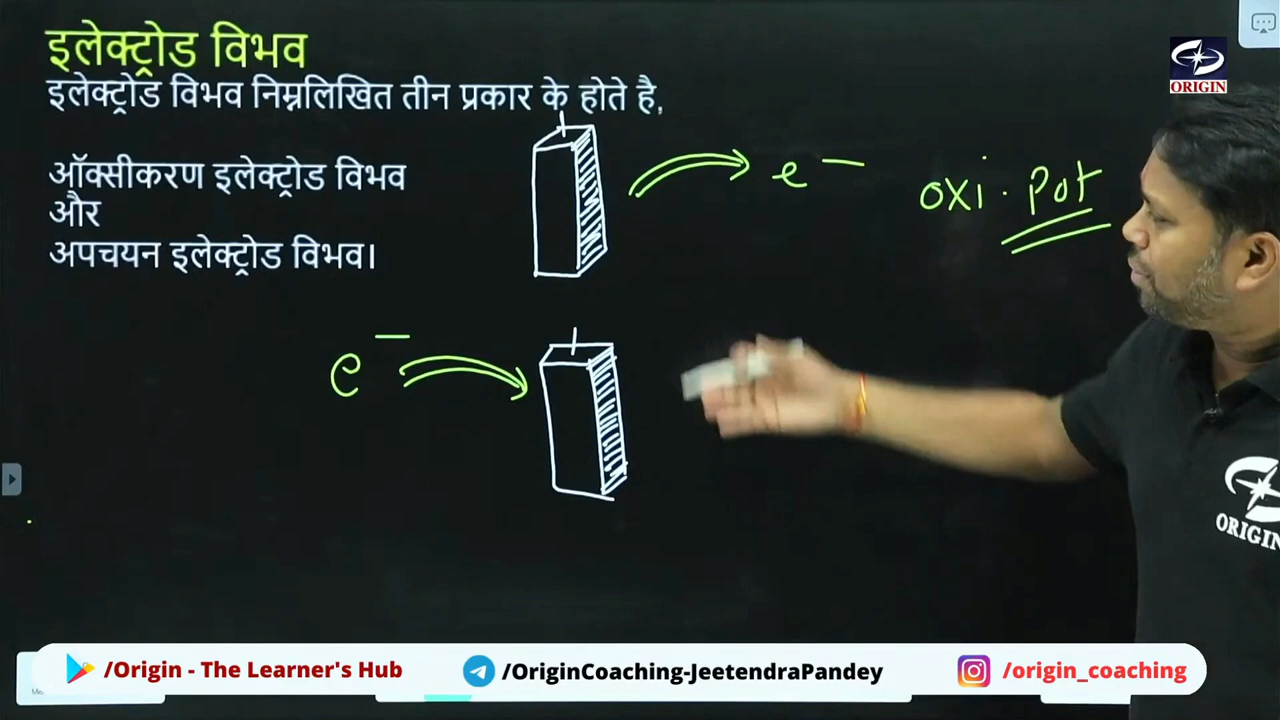 इलेक्ट्रोड विभव
इलेक्ट्रोड विभव निम्नलिखित तीन प्रकार के होते है,
ORIGIN
ऑक्सीकरण इलेक्ट्रोड विभव
और
अपचयन इलेक्ट्रोड विभव।
e⁻
oxi. Pot
e⁻
ORIGIN
/Origin - The Learner's Hub
/OriginCoaching-JeetendraPandey
/origin_coaching